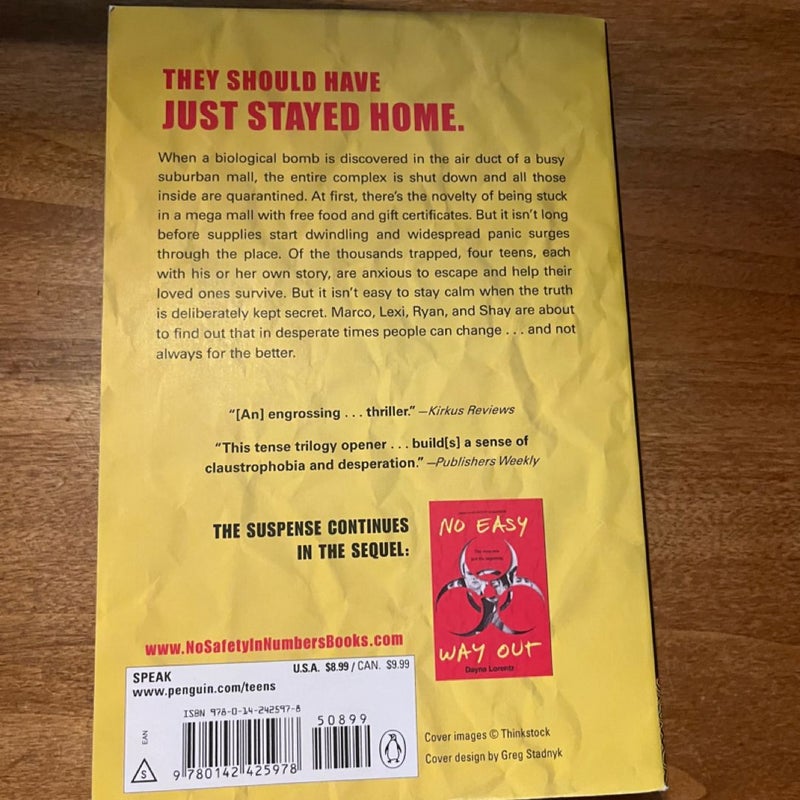 THEY SHOULD HAVE
JUST STAYED HOME.
When a biological bomb is discovered in the air duct of a busy
suburban mall, the entire complex is shut down and all those
inside are quarantined. At first, there's the novelty of being stuck
in a mega mall with free food and gift certificates. But it isn't long
before supplies start dwindling and widespread panic surges
through the place. Of the thousands trapped, four teens, each
with his or her own story, are anxious to escape and help their
loved ones survive. But it isn't easy to stay calm when the truth
is deliberately kept secret. Marco, Lexi, Ryan, and Shay are about
to find out that in desperate times people can change . . . and not
always for the better.
"[An] engrossing . . . thriller." —Kirkus Reviews
"This tense trilogy opener . . . build[s] a sense of
claustrophobia and desperation." —Publishers Weekly
THE SUSPENSE CONTINUES
IN THE SEQUEL:
NO EASY
WAY OUT
Dayna Lorentz
www.NoSafetyInNumbersBooks.com
SPEAK
www.penguin.com/teens
U.S.A. $8.99 / CAN. $9.99
ISBN 978-0-14-242597-8
50899
EAN
S
9 780142 425978
Cover images © Thinkstock
Cover design by Greg Stadnyk